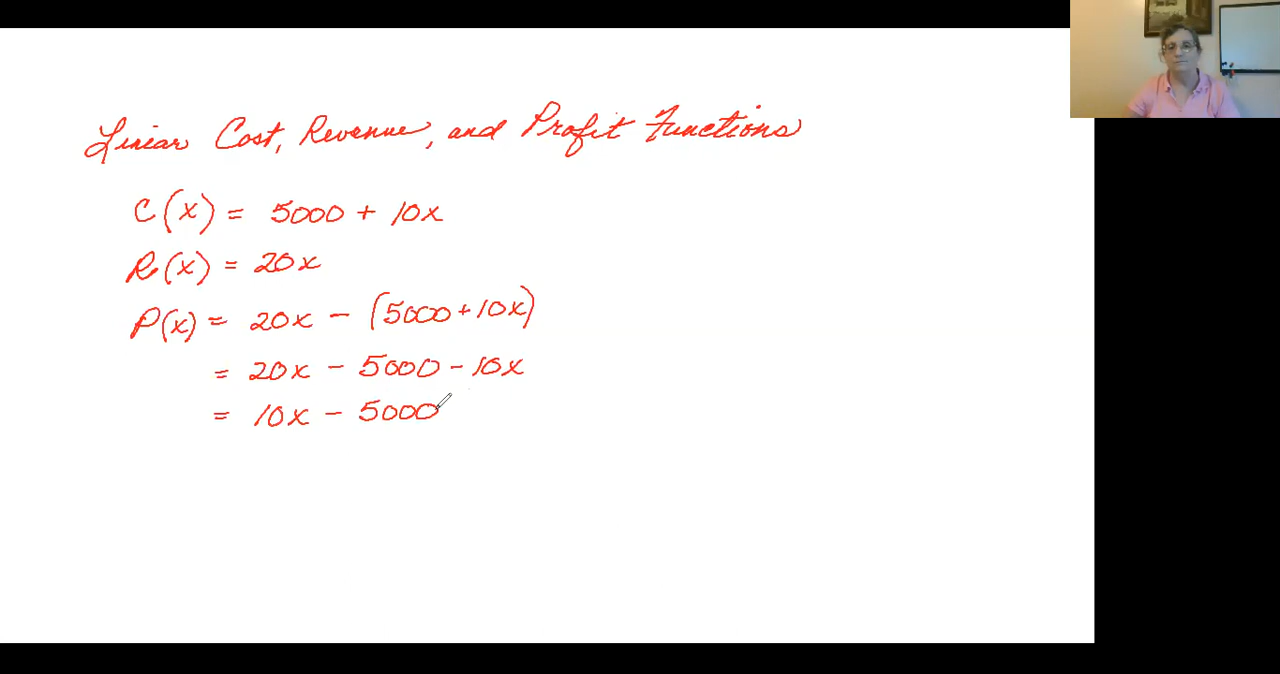 Linear Cost, Revenue, and Profit Functions
C(x) = 5000 + 10x
R(x) = 20x
P(x) = 20x - (5000 + 10x)
= 20x - 5000 - 10x
= 10x - 5000